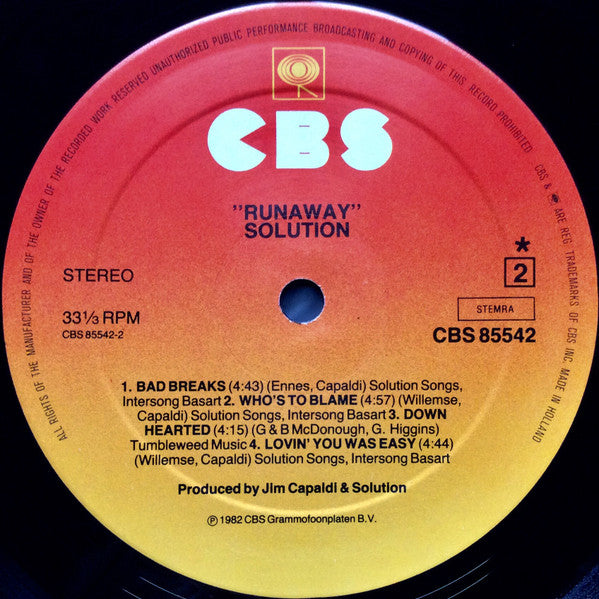 ALL RIGHTS OF THE MANUFACTURER AND OF THE OWNER OF THE RECORDED WORK RESERVED UNAUTHORIZED PUBLIC PERFORMANCE BROADCASTING AND COPYING OF THIS RECORD PROHIBITED. CBS & ARE REG. TRADEMARKS OF CBS INC. MADE IN HOLLAND
CBS
"RUNAWAY"
SOLUTION
STEREO
33⅓ RPM
CBS 85542-2
*
2
STEMRA
CBS 85542
1. BAD BREAKS (4:43) (Ennes, Capaldi) Solution Songs,
Intersong Basart 2. WHO'S TO BLAME (4:57) (Willemse,
Capaldi) Solution Songs, Intersong Basart 3. DOWN
HEARTED (4:15) (G & B McDonough, G. Higgins)
Tumbleweed Music 4. LOVIN' YOU WAS EASY (4:44)
(Willemse, Capaldi) Solution Songs, Intersong Basart
Produced by Jim Capaldi & Solution
℗ 1982 CBS Grammofoonplaten B.V.